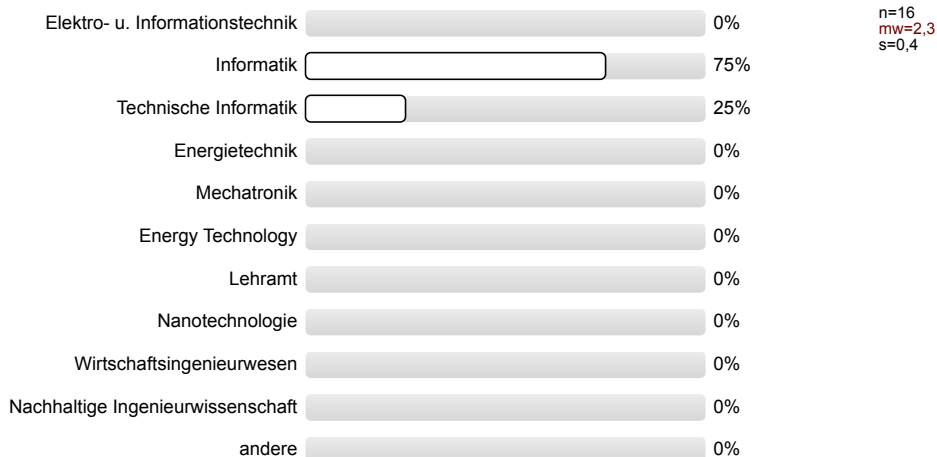 Elektro- u. Informationstechnik 0%
n=16
mw=2,3
s=0,4
Informatik 75%
Technische Informatik 25%
Energietechnik 0%
Mechatronik 0%
Energy Technology 0%
Lehramt 0%
Nanotechnologie 0%
Wirtschaftsingenieurwesen 0%
Nachhaltige Ingenieurwissenschaft 0%
andere 0%